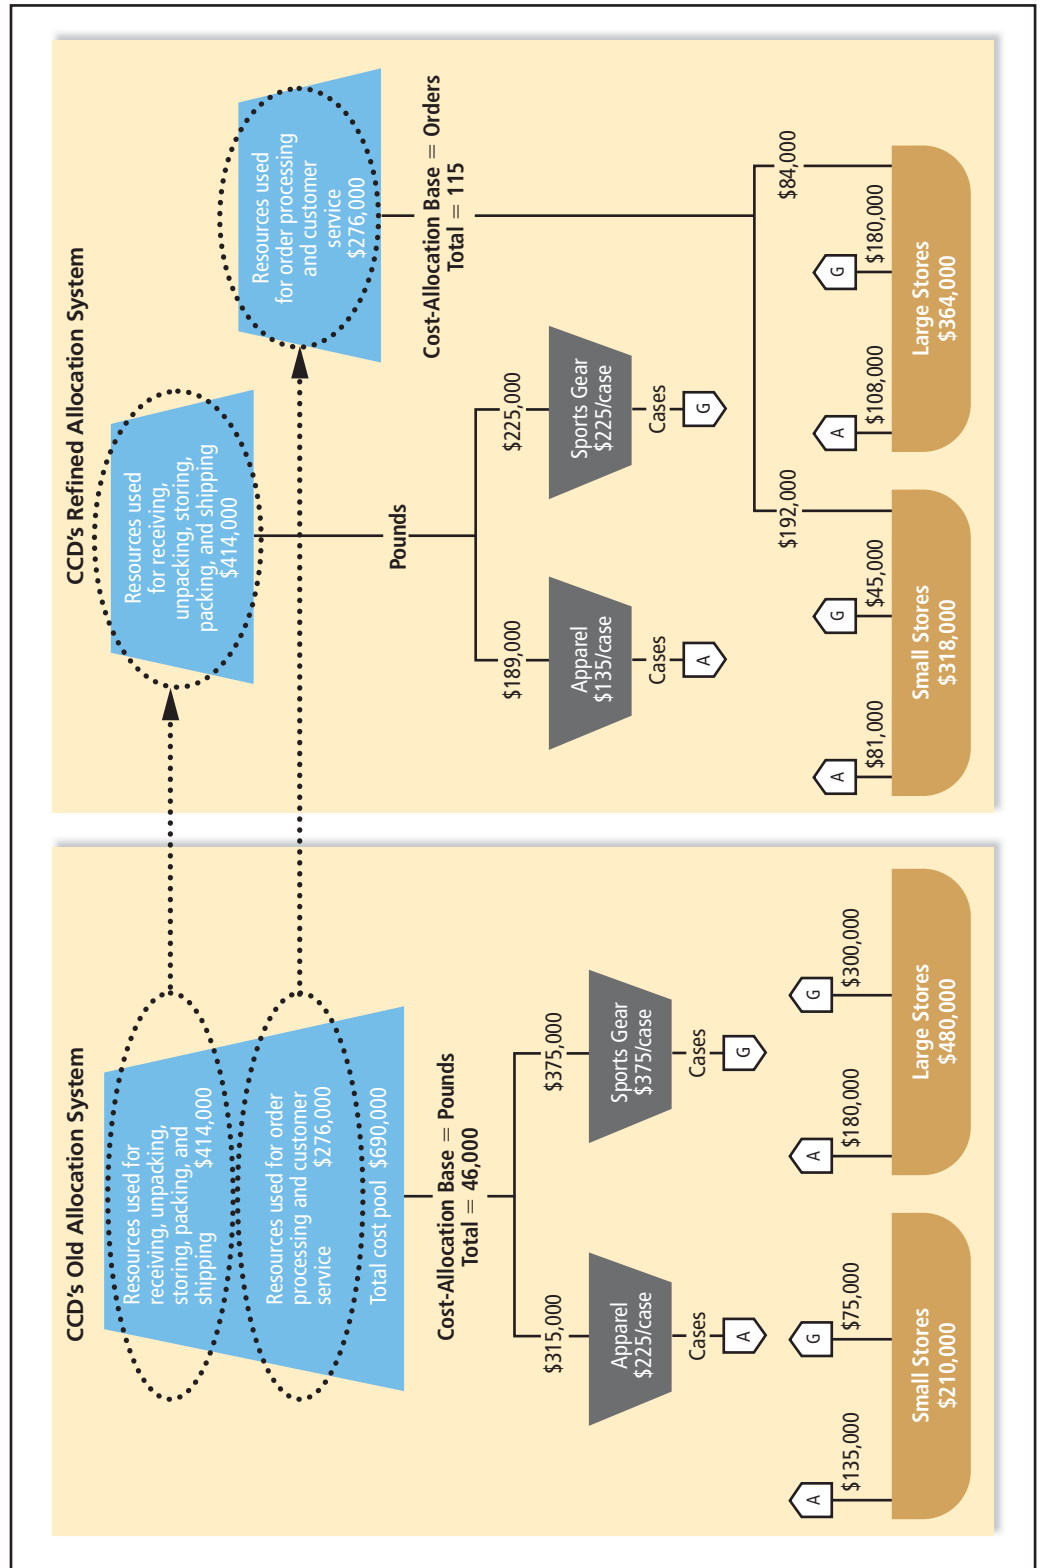 CCD's Old Allocation System
Resources used for
receiving, unpacking,
storing, packing, and
shipping $414,000
Resources used for order
processing and customer
service $276,000
Total cost pool $690,000
Cost-Allocation Base = Pounds
Total = 46,000
$315,000
$375,000
Apparel
$225/case
Sports Gear
$375/case
Cases
Cases
A
G
A
G
A
G
$135,000
$75,000
$180,000
$300,000
Small Stores
$210,000
Large Stores
$480,000
CCD's Refined Allocation System
Resources used
for receiving,
unpacking, storing,
packing, and shipping
$414,000
Resources used
for order processing
and customer
service
$276,000
Pounds
Cost-Allocation Base = Orders
Total = 115
$189,000
$225,000
Apparel
$135/case
Sports Gear
$225/case
Cases
Cases
A
G
$192,000
$84,000
A
G
A
G
$81,000
$45,000
$108,000
$180,000
Small Stores
$318,000
Large Stores
$364,000